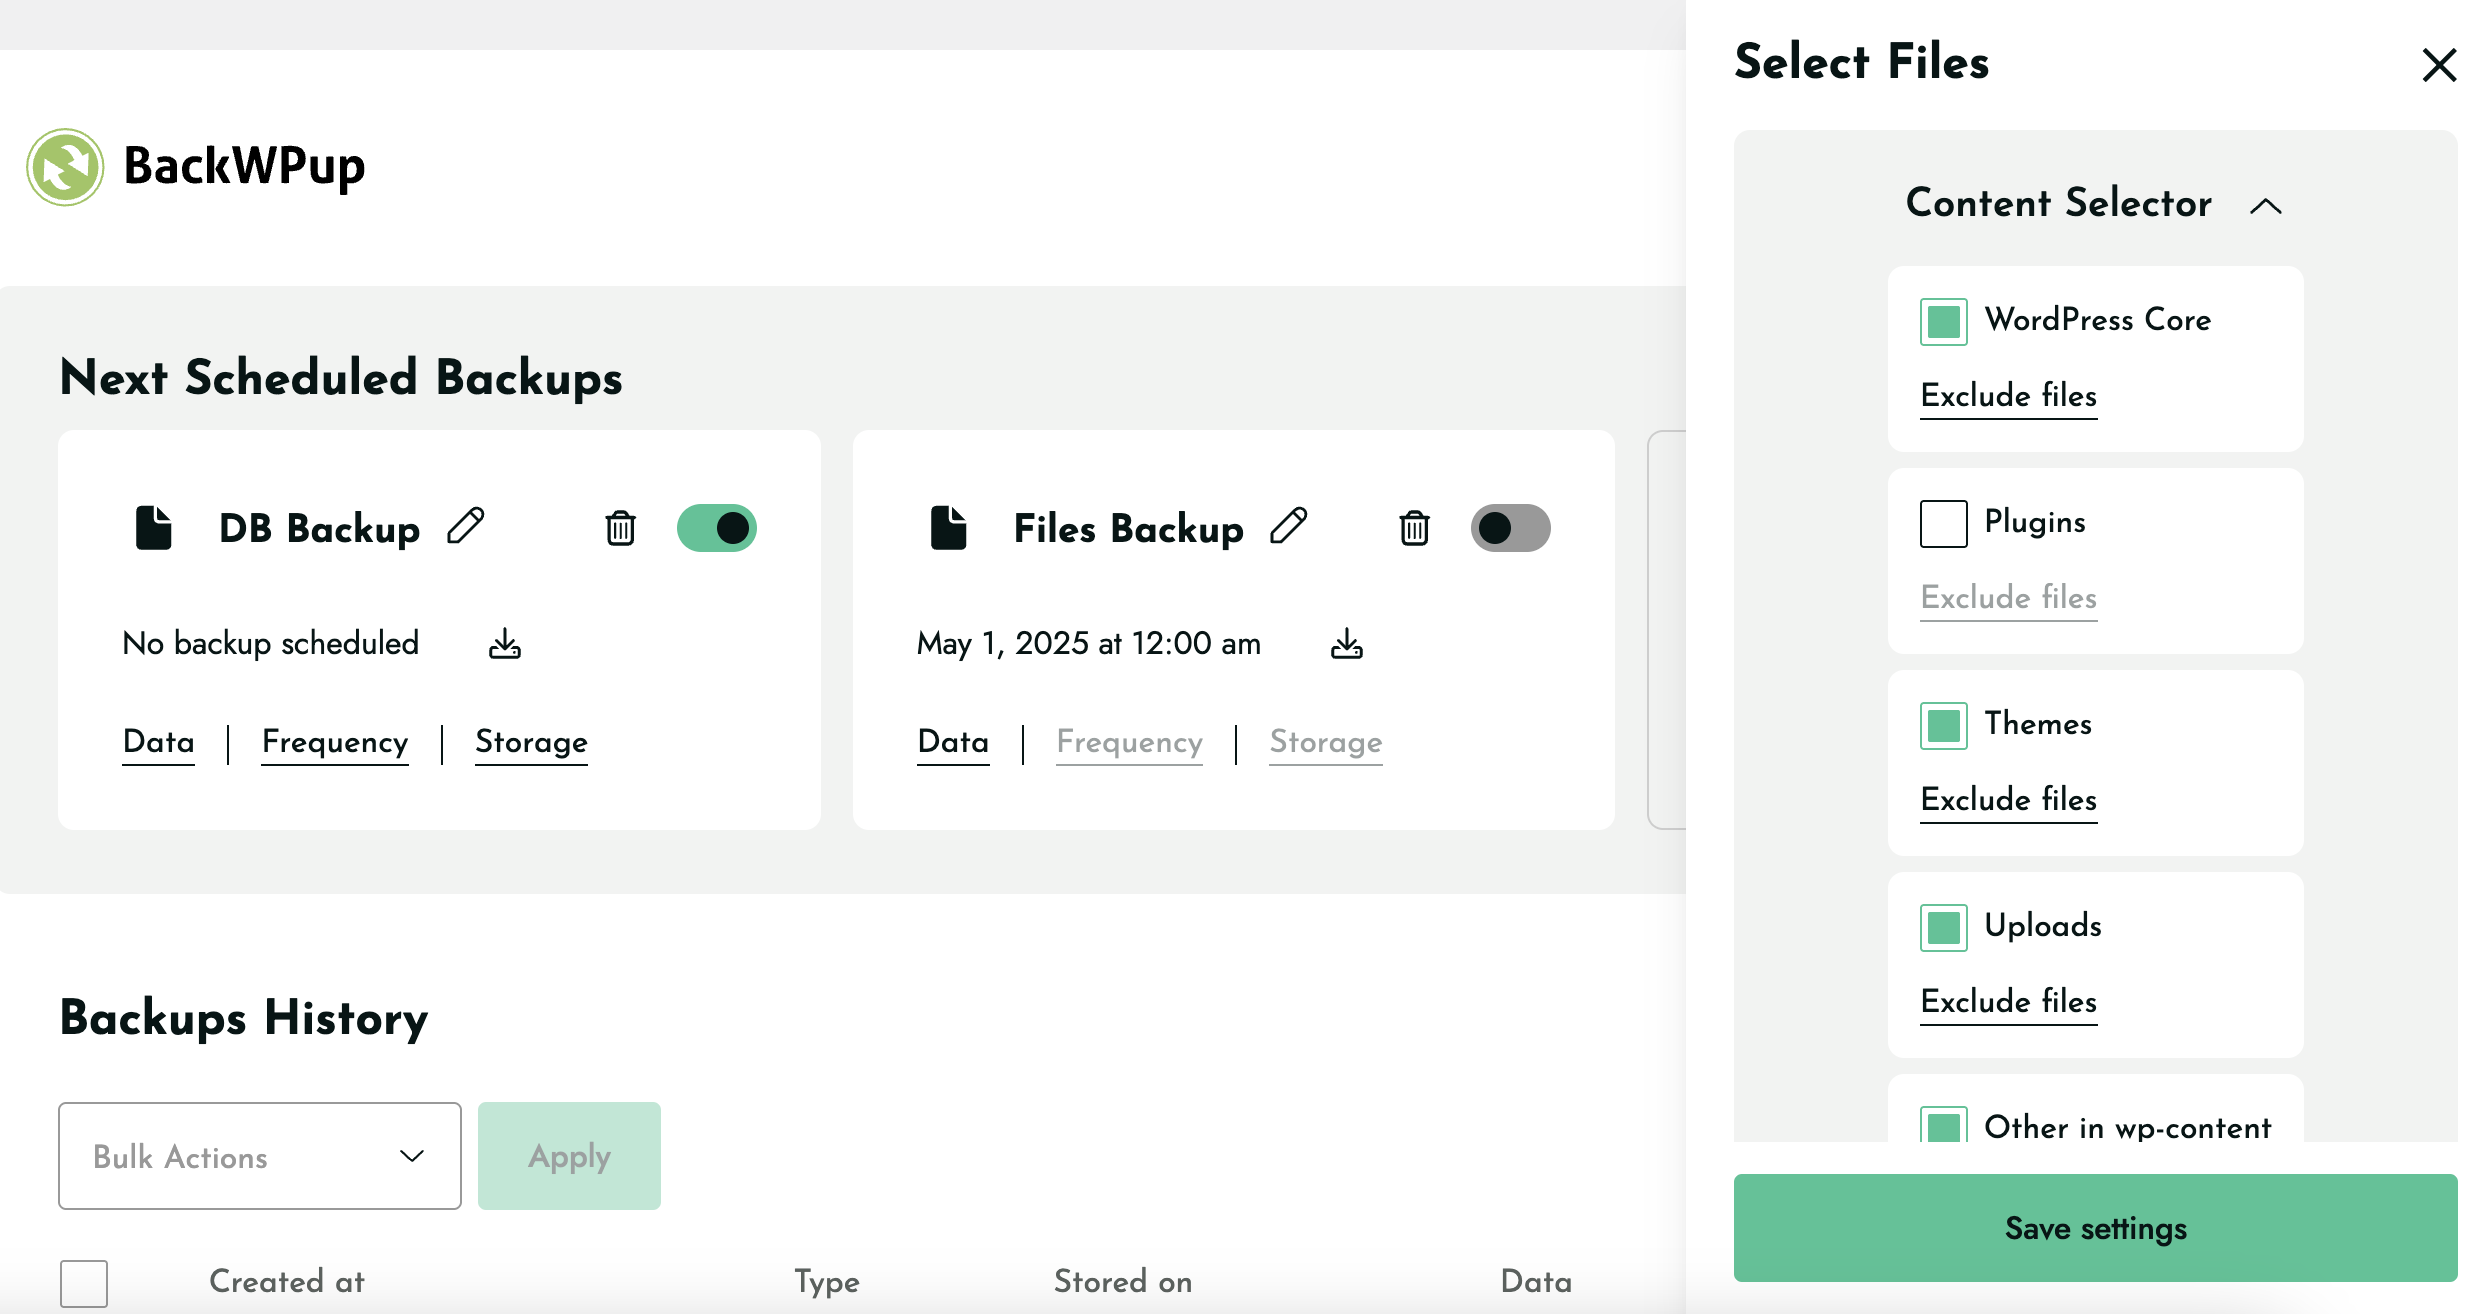 BackWPup
Next Scheduled Backups
DB Backup
No backup scheduled
Data | Frequency | Storage
Files Backup
May 1, 2025 at 12:00 am
Data | Frequency | Storage
Backups History
Bulk Actions
Apply
Created at Type Stored on Data
Select Files
Content Selector
WordPress Core
Exclude files
Plugins
Exclude files
Themes
Exclude files
Uploads
Exclude files
Other in wp-content
Save settings